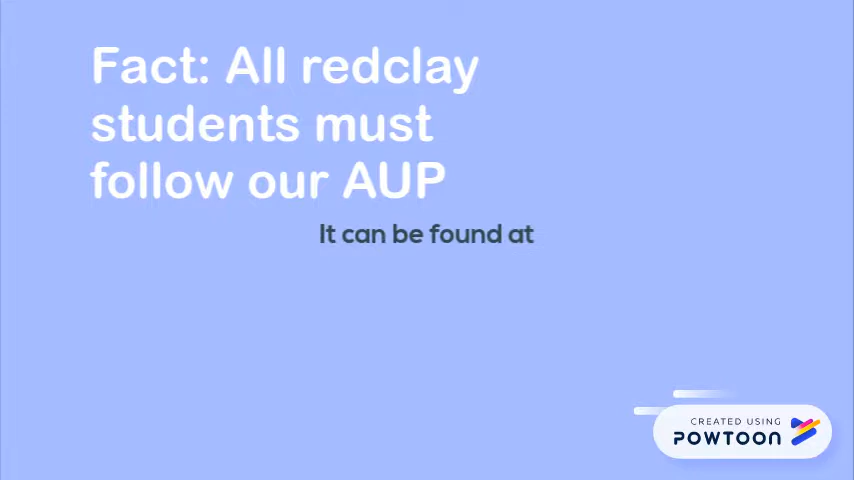 Fact: All redclay
students must
follow our AUP
It can be found at
CREATED USING
POWTOON